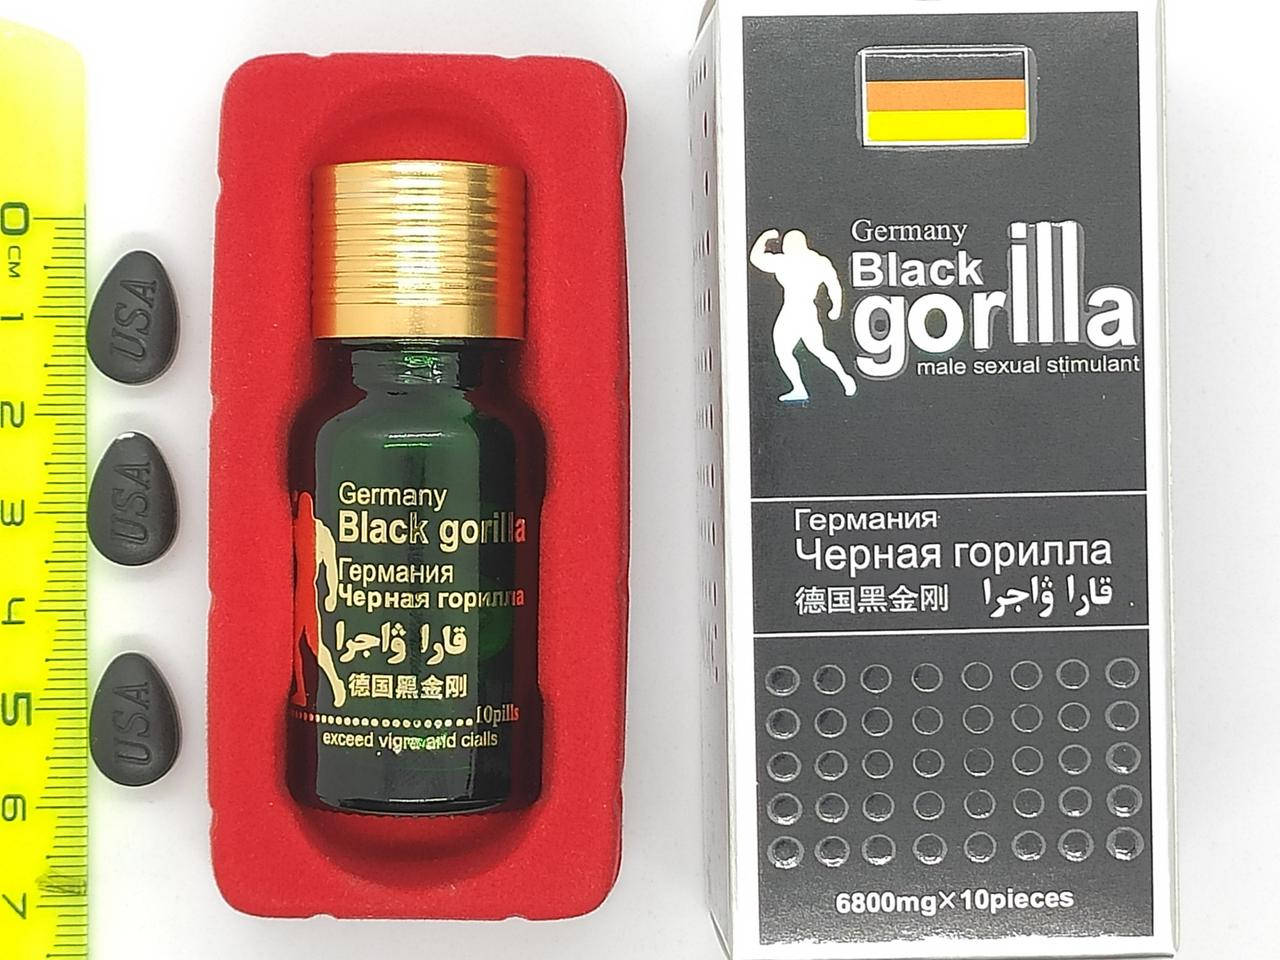 0
см
1
2
3
4
5
6
7
USA
USA
USA
Germany
Black gorilla
Германия
Черная горилла
قارا ۋاجرا
德国黑金刚
10pills
exceed vigra and cialls
Germany
Black
gorilla
male sexual stimulant
Германия
Черная горилла
德国黑金刚 قارا ۋاجرا
6800mg×10pieces